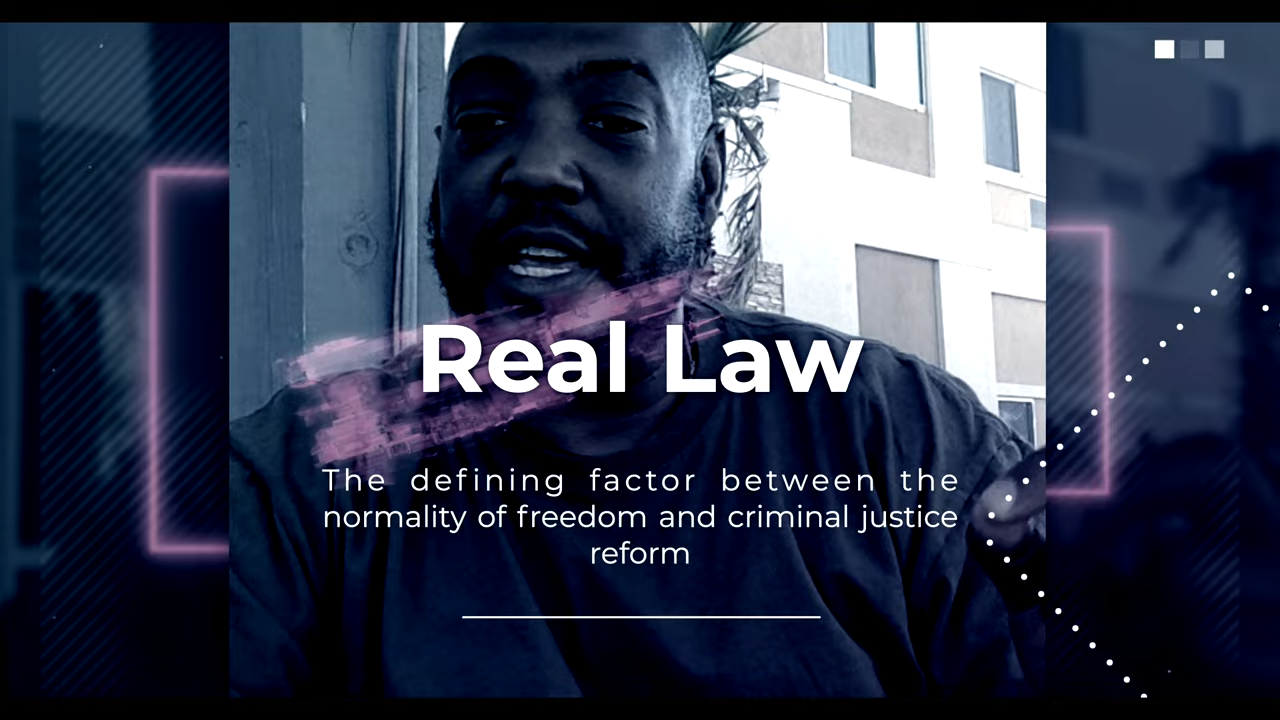 Real Law
The defining factor between the
normality of freedom and criminal justice
reform